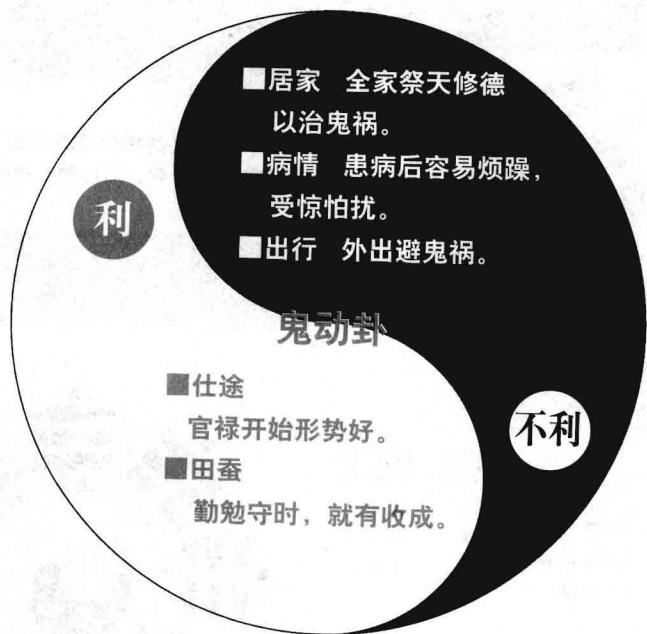 ■居家 全家祭天修德
以治鬼祸。
■病情 患病后容易烦躁，
受惊怕扰。
■出行 外出避鬼祸。
利
鬼动卦
■仕途
官禄开始形势好。
■田蚕
勤勉守时，就有收成。
不利